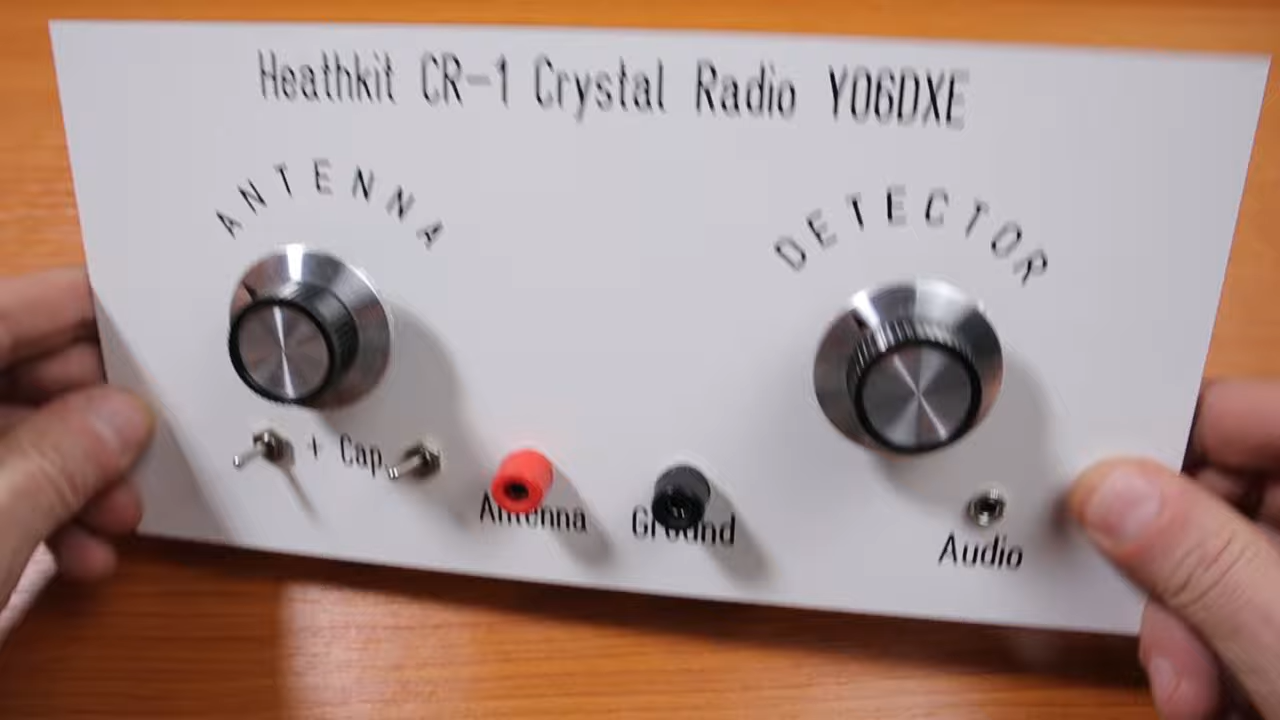 Heathkit CR-1 Crystal Radio YO6DXE
ANTENNA
DETECTOR
+ Cap
Antenna
Ground
Audio